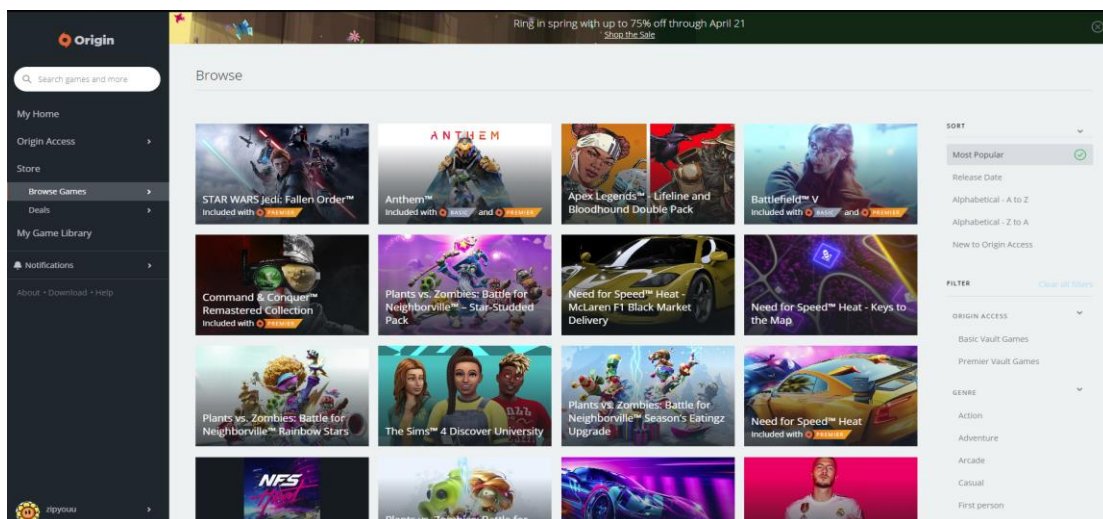 Ring in spring with up to 75% off through April 21
Shop the Sale
Origin
Search games and more
My Home
Origin Access
Store
Browse Games
Deals
My Game Library
Notifications
About • Download • Help
zipyouu
Browse
STAR WARS Jedi: Fallen Order™
Included with PREMIER
ANTHEM
Anthem™
Included with BASIC and PREMIER
Apex Legends™ - Lifeline and
Bloodhound Double Pack
Battlefield™ V
Included with BASIC and PREMIER
Command & Conquer™
Remastered Collection
Included with PREMIER
Plants vs. Zombies: Battle for
Neighborville™ – Star-Studded
Pack
Need for Speed™ Heat -
McLaren F1 Black Market
Delivery
Need for Speed™ Heat - Keys to
the Map
Plants vs. Zombies: Battle for
Neighborville™ Rainbow Stars
The Sims™ 4 Discover University
Plants vs. Zombies: Battle for
Neighborville™ Season's Eatingz
Upgrade
Need for Speed™ Heat
Included with PREMIER
NFS
Plants vs. Zombies: Battle for
SORT
Most Popular
Release Date
Alphabetical - A to Z
Alphabetical - Z to A
New to Origin Access
FILTER
Clear all filters
ORIGIN ACCESS
Basic Vault Games
Premier Vault Games
GENRE
Action
Adventure
Arcade
Casual
First person